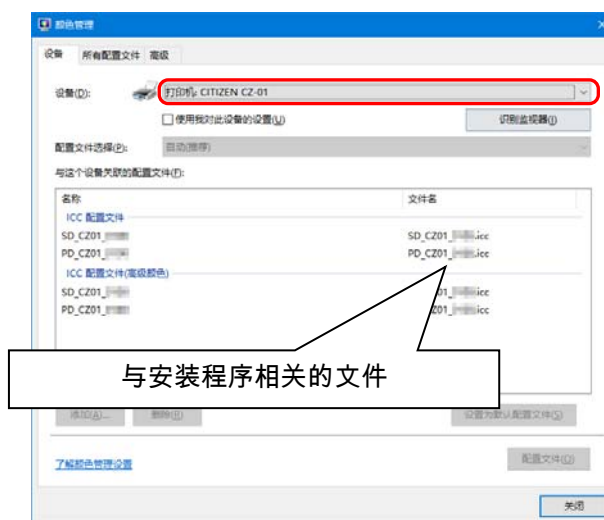 颜色管理
设备 所有配置文件 高级
设备(D): 打印机: CITIZEN CZ-01
使用我对此设备的设置(U) 识别监视器(I)
配置文件选择(P): 自动(推荐)
与这个设备关联的配置文件(F):
名称 文件名
ICC 配置文件
SD_CZ01_ SD_CZ01_ .icc
PD_CZ01_ PD_CZ01_ .icc
ICC 配置文件(高级颜色)
SD_CZ01_ 01_ icc
PD_CZ01_ Z01_ icc
与安装程序相关的文件
添加(A)... 删除(R) 设置为默认配置文件(S)
了解颜色管理设置 配置文件(O)
关闭